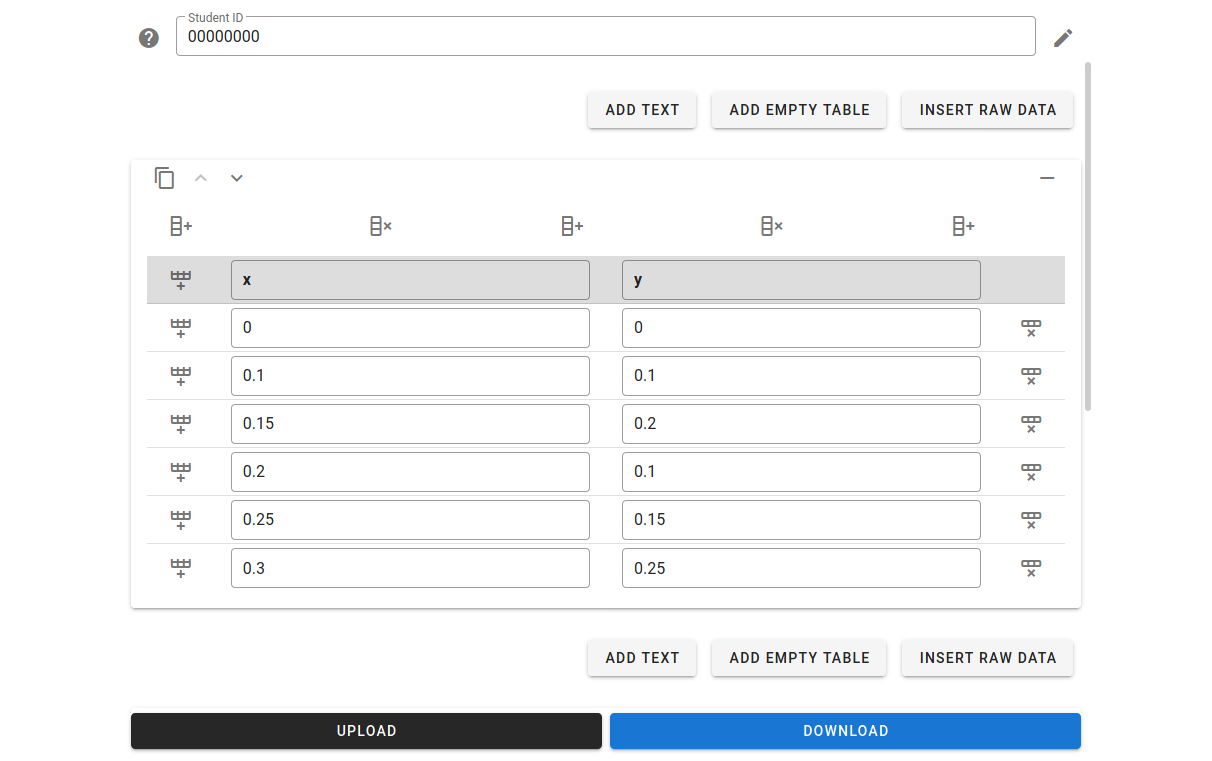 Student ID
00000000
ADD TEXT ADD EMPTY TABLE INSERT RAW DATA
x y
0 0
0.1 0.1
0.15 0.2
0.2 0.1
0.25 0.15
0.3 0.25
ADD TEXT ADD EMPTY TABLE INSERT RAW DATA
UPLOAD DOWNLOAD